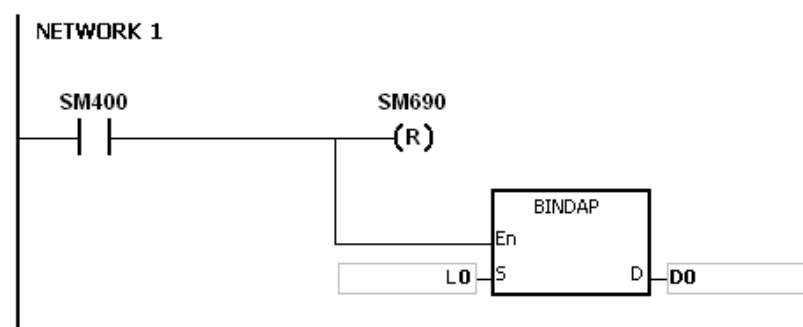 NETWORK 1
SM400 SM690
(R)
BINDAP
En
L0 S D D0